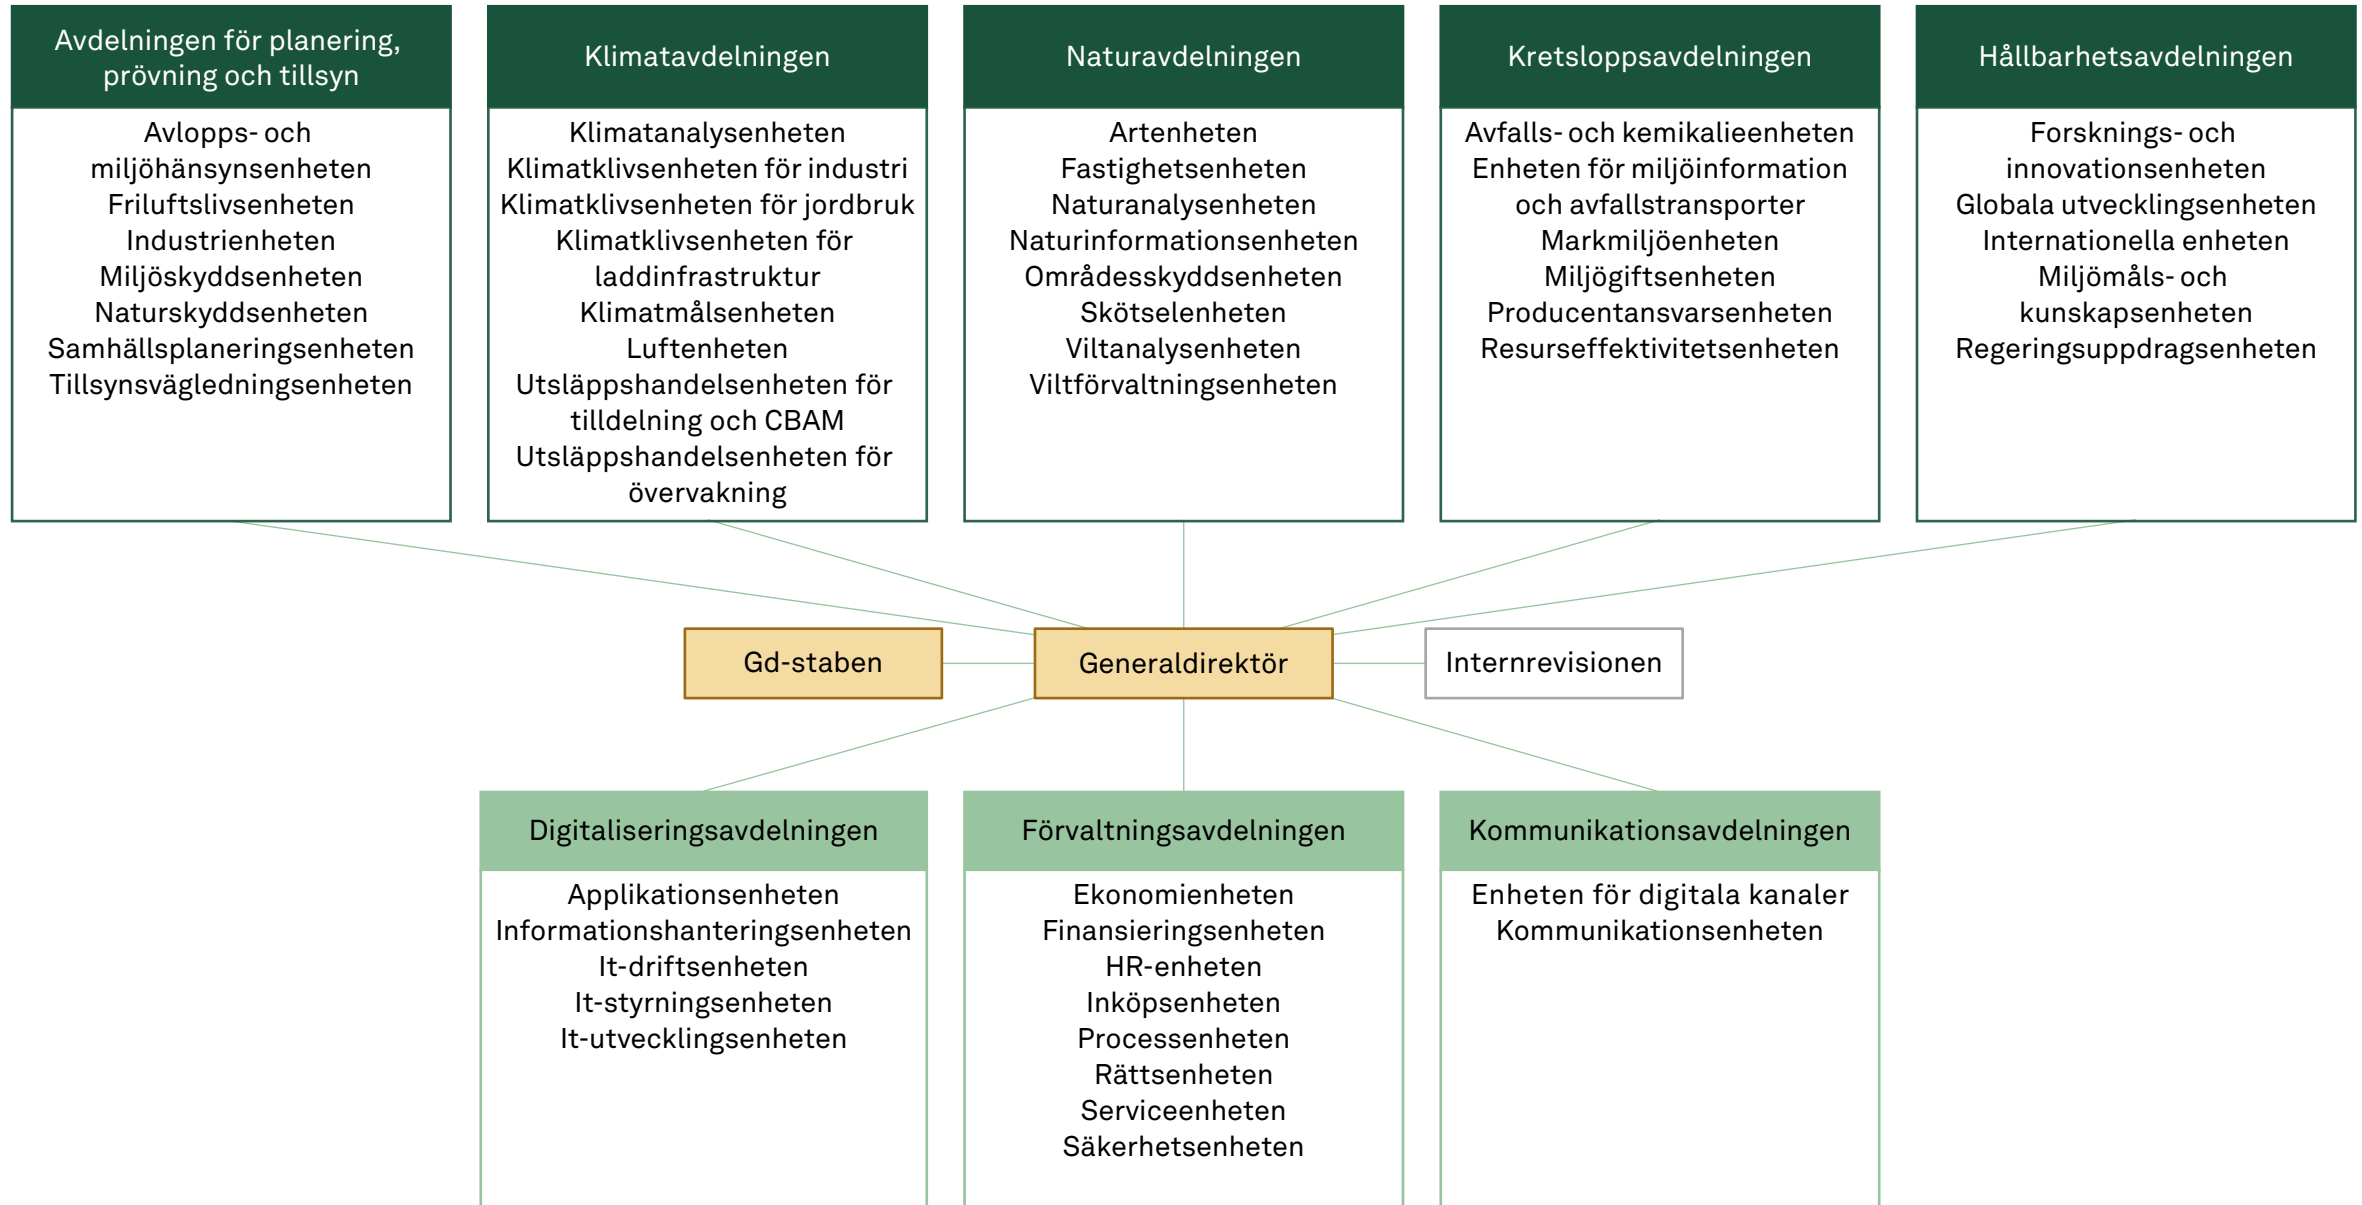 Avdelningen för planering,
prövning och tillsyn
Avlopps- och
miljöhänsynsenheten
Friluftslivsenheten
Industrienheten
Miljöskyddsenheten
Naturskyddsenheten
Samhällsplaneringsenheten
Tillsynsvägledningsenheten
Klimatavdelningen
Klimatanalysenheten
Klimatklivsenheten för industri
Klimatklivsenheten för jordbruk
Klimatklivsenheten för
laddinfrastruktur
Klimatmålsenheten
Luftenheten
Utsläppshandelsenheten för
tilldelning och CBAM
Utsläppshandelsenheten för
övervakning
Naturavdelningen
Artenheten
Fastighetsenheten
Naturanalysenheten
Naturinformationsenheten
Områdesskyddsenheten
Skötselenheten
Viltanalysenheten
Viltförvaltningsenheten
Kretsloppsavdelningen
Avfalls- och kemikalieenheten
Enheten för miljöinformation
och avfallstransporter
Markmiljöenheten
Miljögiftsenheten
Producentansvarsenheten
Resurseffektivitetsenheten
Hållbarhetsavdelningen
Forsknings- och
innovationsenheten
Globala utvecklingsenheten
Internationella enheten
Miljömåls- och
kunskapsenheten
Regeringsuppdragsenheten
Gd-staben
Generaldirektör
Internrevisionen
Digitaliseringsavdelningen
Applikationsenheten
Informationshanteringsenheten
It-driftsenheten
It-styrningsenheten
It-utvecklingsenheten
Förvaltningsavdelningen
Ekonomienheten
Finansieringsenheten
HR-enheten
Inköpsenheten
Processenheten
Rättsenheten
Serviceenheten
Säkerhetsenheten
Kommunikationsavdelningen
Enheten för digitala kanaler
Kommunikationsenheten